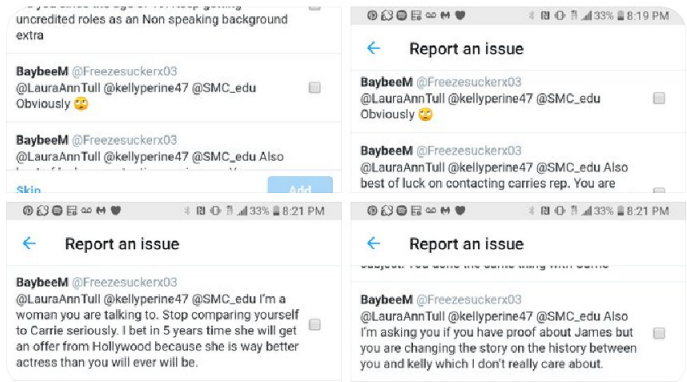 uncredited roles as an Non speaking background
extra
BaybeeM @Freezesuckerx03
@LauraAnnTull @kellyperine47 @SMC_edu
Obviously 🙄
BaybeeM @Freezesuckerx03
@LauraAnnTull @kellyperine47 @SMC_edu Also
Skip
Add
33% 8:19 PM
← Report an issue
BaybeeM @Freezesuckerx03
@LauraAnnTull @kellyperine47 @SMC_edu
Obviously 🙄
BaybeeM @Freezesuckerx03
@LauraAnnTull @kellyperine47 @SMC_edu Also
best of luck on contacting carries rep. You are
33% 8:21 PM
← Report an issue
BaybeeM @Freezesuckerx03
@LauraAnnTull @kellyperine47 @SMC_edu I'm a
woman you are talking to. Stop comparing yourself
to Carrie seriously. I bet in 5 years time she will get
an offer from Hollywood because she is way better
actress than you will ever will be.
33% 8:21 PM
← Report an issue
BaybeeM @Freezesuckerx03
@LauraAnnTull @kellyperine47 @SMC_edu Also
I'm asking you if you have proof about James but
you are changing the story on the history between
you and kelly which I don't really care about.